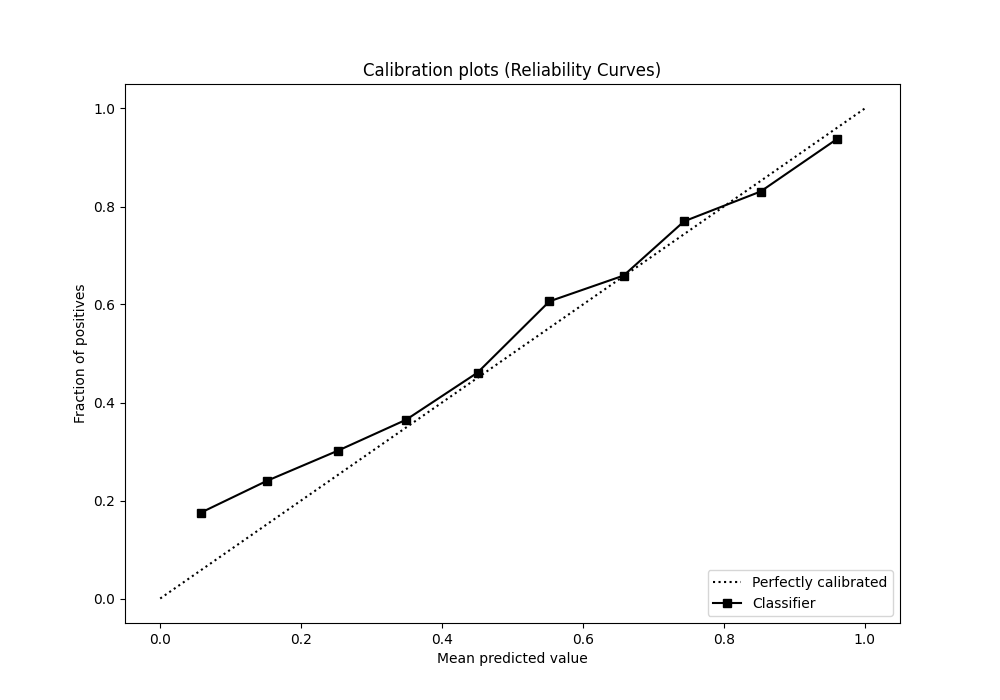 Calibration plots (Reliability Curves)
Fraction of positives
1.0
0.8
0.6
0.4
0.2
0.0
0.0 0.2 0.4 0.6 0.8 1.0
Mean predicted value
Perfectly calibrated
Classifier